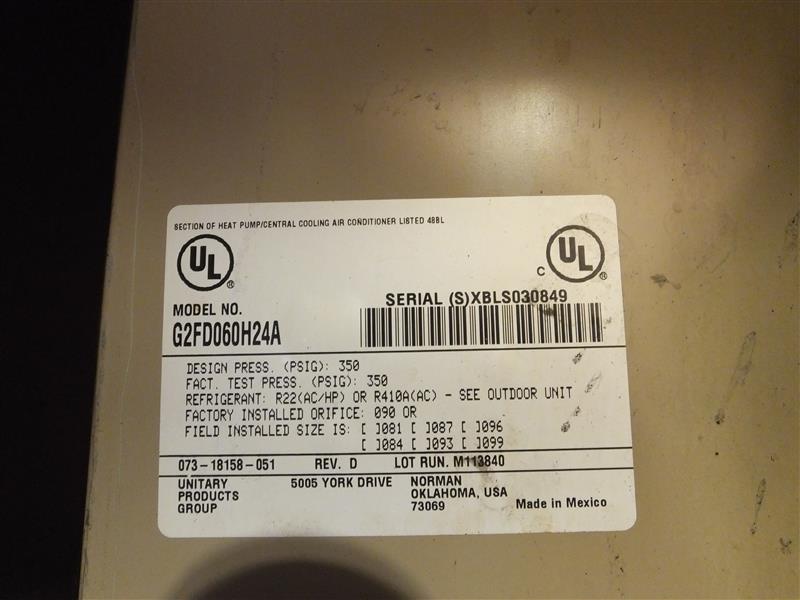 SECTION OF HEAT PUMP/CENTRAL COOLING AIR CONDITIONER LISTED 48BL
UL ® C UL ®
MODEL NO.
G2FD060H24A
SERIAL (S)XBLS030849
DESIGN PRESS. (PSIG): 350
FACT. TEST PRESS. (PSIG): 350
REFRIGERANT: R22(AC/HP) OR R410A(AC) - SEE OUTDOOR UNIT
FACTORY INSTALLED ORIFICE: 090 OR
FIELD INSTALLED SIZE IS: [ ]081 [ ]087 [ ]096
[ ]084 [ ]093 [ ]099
073-18158-051 REV. D LOT RUN. M113840
UNITARY 5005 YORK DRIVE NORMAN
PRODUCTS OKLAHOMA, USA
GROUP 73069 Made in Mexico